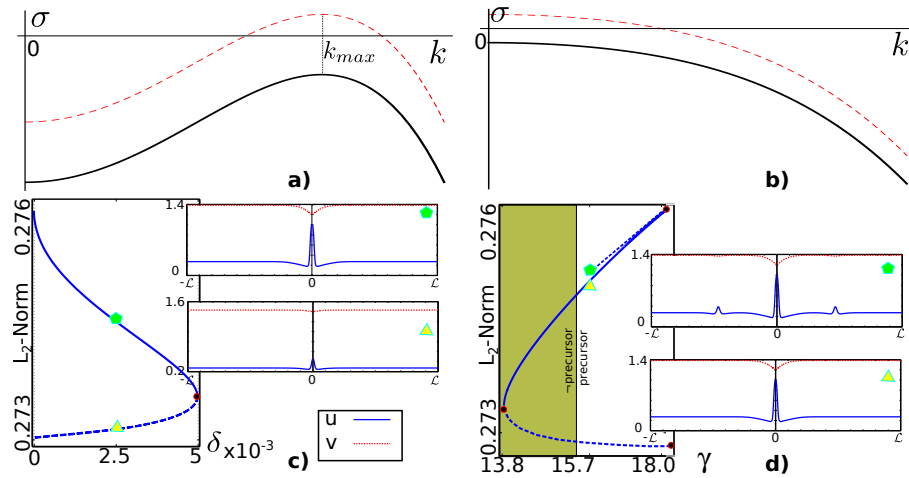 σ
0
k_max
k
a)
σ
0
k
b)
0.276
L2-Norm
0.273
0
2.5
5
δ x10⁻³
c)
1.4
0
-ℒ
0
ℒ
1.6
0.2
-ℒ
0
ℒ
u
v
0.276
L2-Norm
0.273
¬precursor
precursor
13.8
15.7
18.0
γ
d)
1.4
0
-ℒ
0
ℒ
1.4
0
-ℒ
0
ℒ